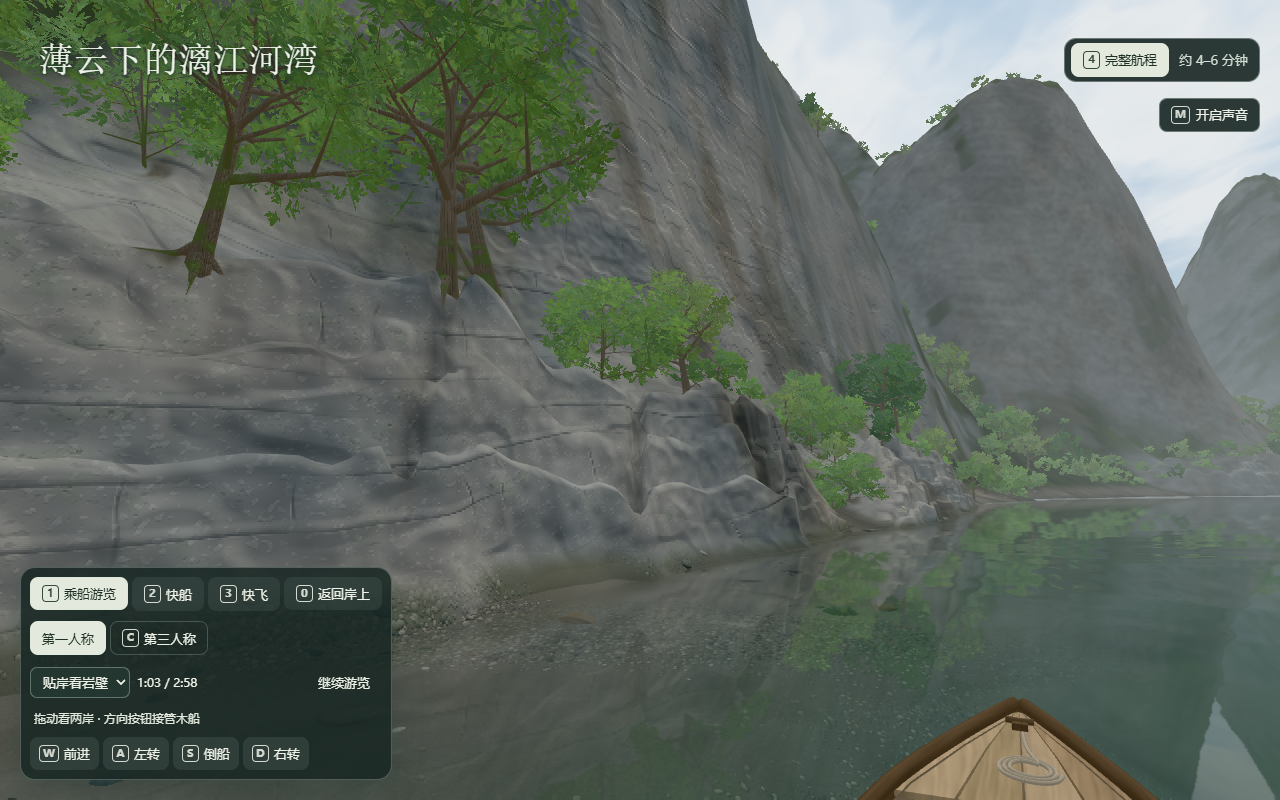 薄云下的漓江河湾
4 完整航程 约 4–6 分钟
M 开启声音
1 乘船游览 2 快船 3 快飞 0 返回岸上
第一人称 C 第三人称
贴岸看岩壁 1:03 / 2:58 继续游览
拖动看两岸 · 方向按钮接管木船
W 前进 A 左转 S 倒船 D 右转